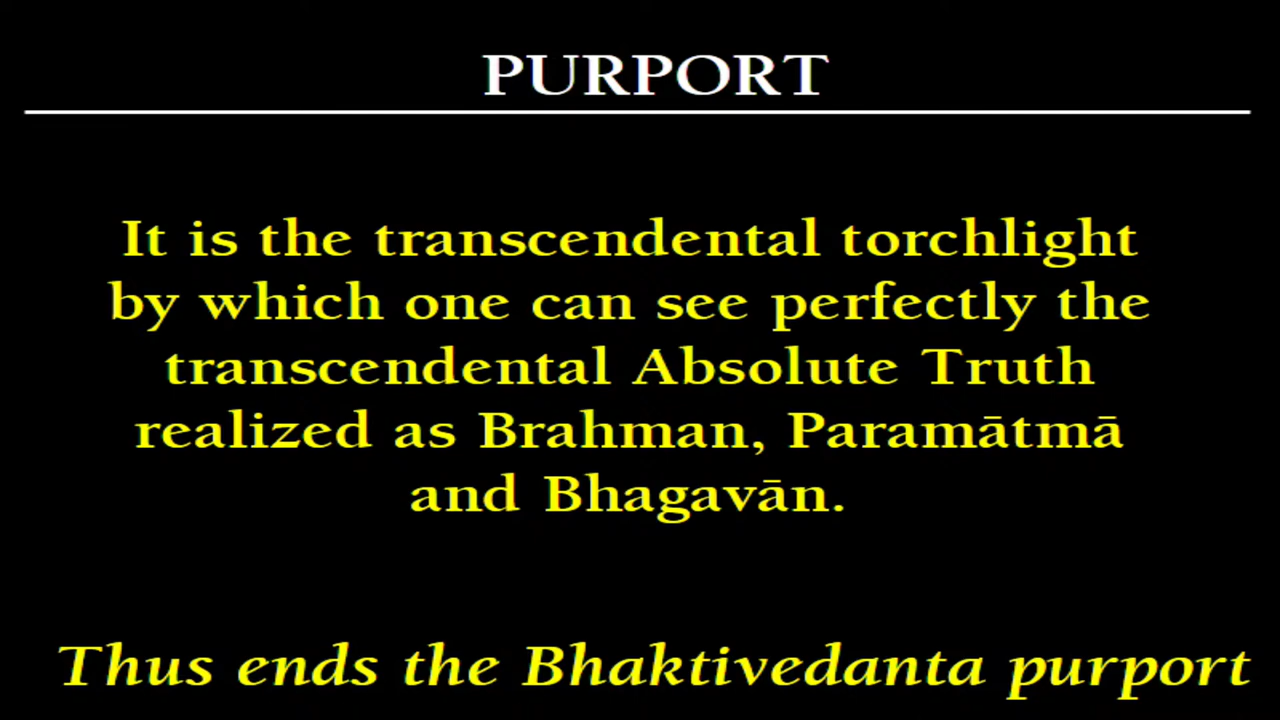 PURPORT
It is the transcendental torchlight
by which one can see perfectly the
transcendental Absolute Truth
realized as Brahman, Paramātmā
and Bhagavān.
Thus ends the Bhaktivedanta purport